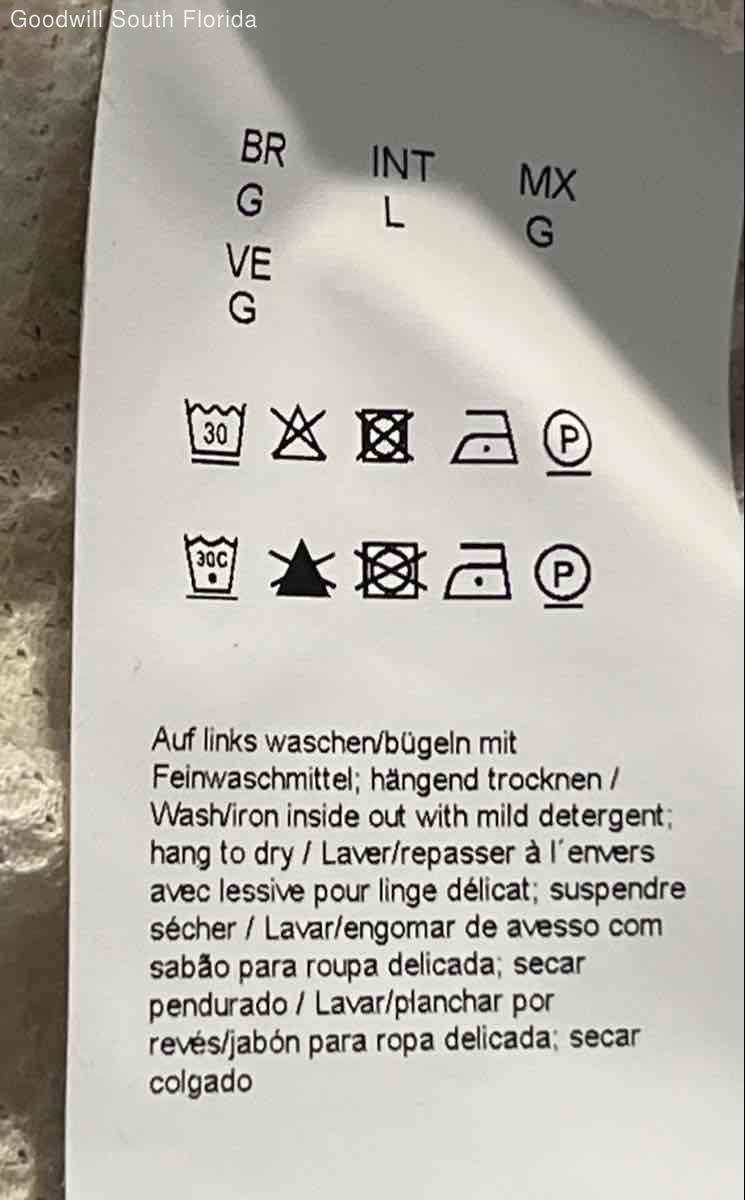 Goodwill South Florida
BR INT MX
G L G
VE
G
30 P
30C P
Auf links waschen/bügeln mit
Feinwaschmittel; hängend trocknen /
Wash/iron inside out with mild detergent;
hang to dry / Laver/repasser à l´envers
avec lessive pour linge délicat; suspendre
sécher / Lavar/engomar de avesso com
sabão para roupa delicada; secar
pendurado / Lavar/planchar por
revés/jabón para ropa delicada; secar
colgado